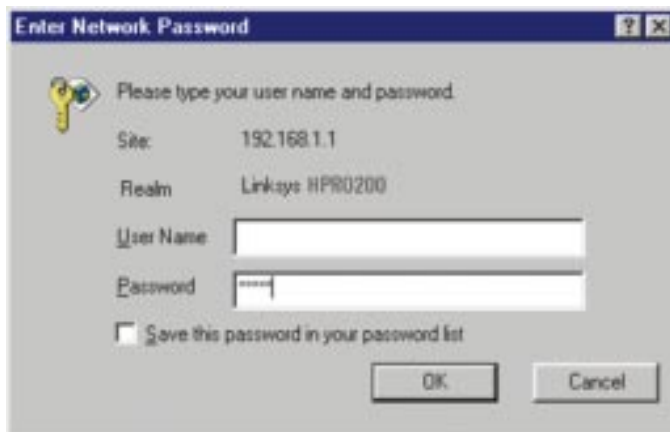 Enter Network Password
? X
Please type your user name and password.
Site: 192.168.1.1
Realm Linksys HPRO200
User Name
Password *****
Save this password in your password list
OK Cancel